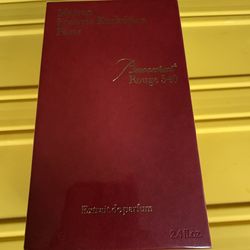 Maison
Francis Kurkdjian
Paris
Baccarat
Rouge 540
Extrait de parfum
2.4 fl.oz